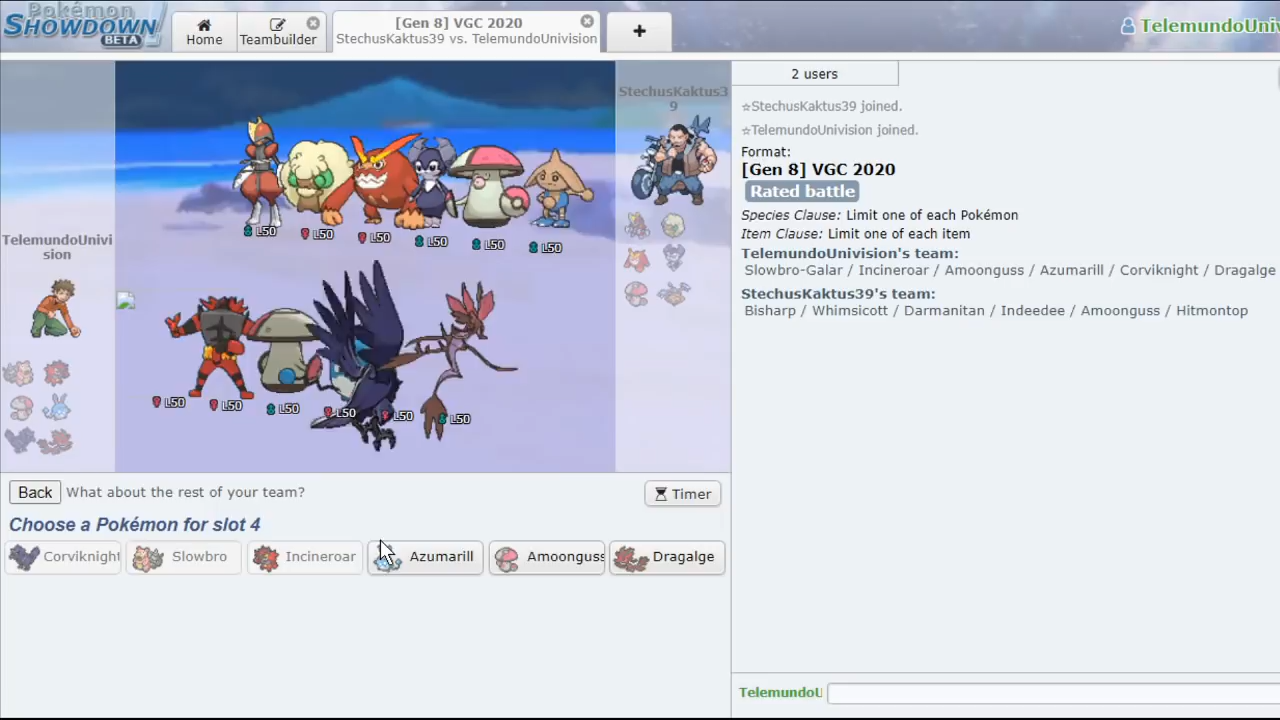 Pokémon
SHOWDOWN
BETA
Home
Teambuilder
[Gen 8] VGC 2020
StechusKaktus39 vs. TelemundoUnivision
+
TelemundoUniv
StechusKaktus3
9
L50
L50
L50
L50
L50
L50
TelemundoUnivi
sion
L50
L50
L50
L50
L50
L50
2 users
☆StechusKaktus39 joined.
☆TelemundoUnivision joined.
Format:
[Gen 8] VGC 2020
Rated battle
Species Clause: Limit one of each Pokémon
Item Clause: Limit one of each item
TelemundoUnivision's team:
Slowbro-Galar / Incineroar / Amoonguss / Azumarill / Corviknight / Dragalge
StechusKaktus39's team:
Bisharp / Whimsicott / Darmanitan / Indeedee / Amoonguss / Hitmontop
Back What about the rest of your team?
Timer
Choose a Pokémon for slot 4
Corviknight Slowbro Incineroar Azumarill Amoonguss Dragalge
TelemundoU